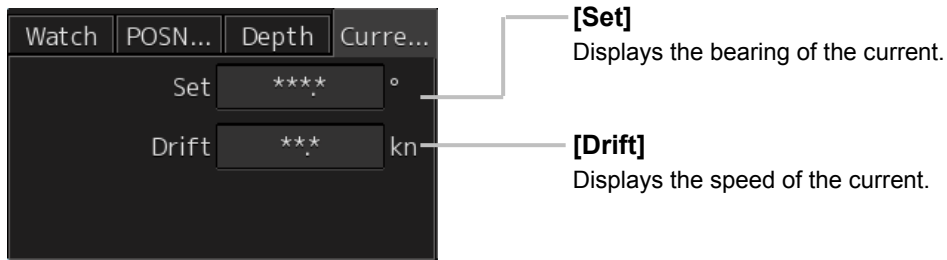 Watch POSN... Depth Curre...
Set ***.* °
Drift **.* kn
[Set]
Displays the bearing of the current.
[Drift]
Displays the speed of the current.